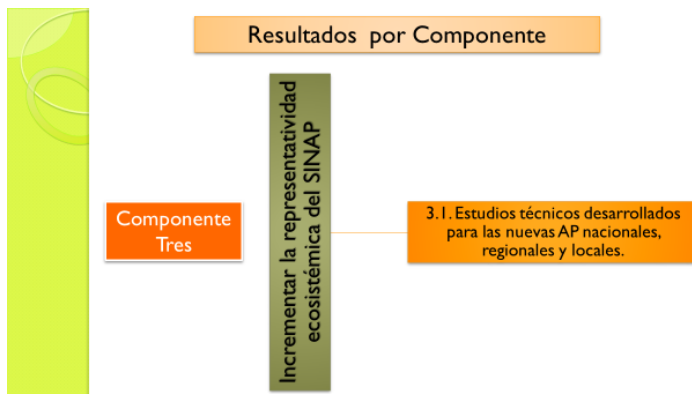 Resultados por Componente
Componente
Tres
Incrementar la representatividad
ecosistémica del SINAP
3.1. Estudios técnicos desarrollados
para las nuevas AP nacionales,
regionales y locales.